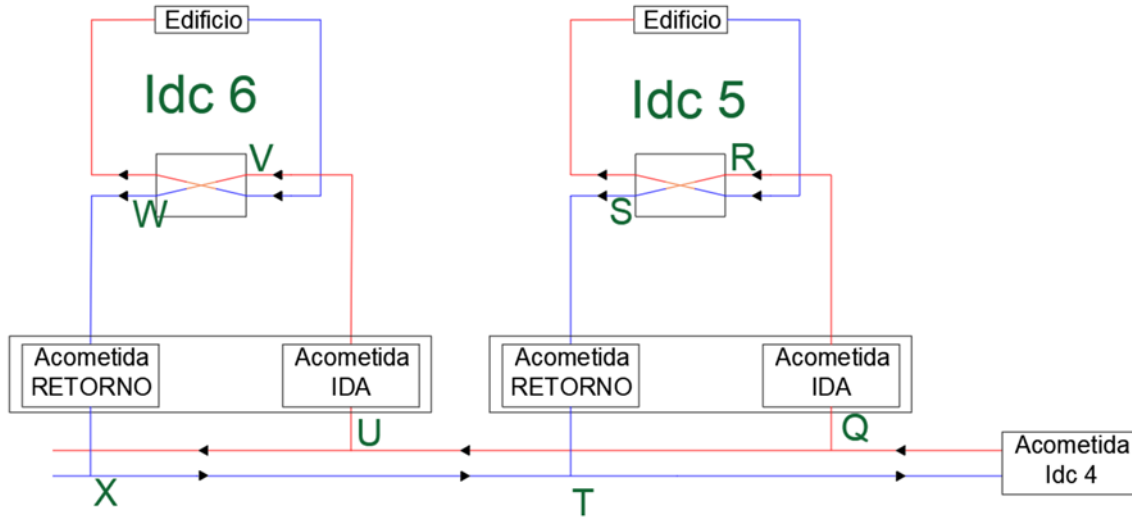 Edificio
Edificio
Idc 6
Idc 5
V
R
W
S
Acometida
RETORNO
Acometida
IDA
Acometida
RETORNO
Acometida
IDA
U
Q
Acometida
Idc 4
X
T